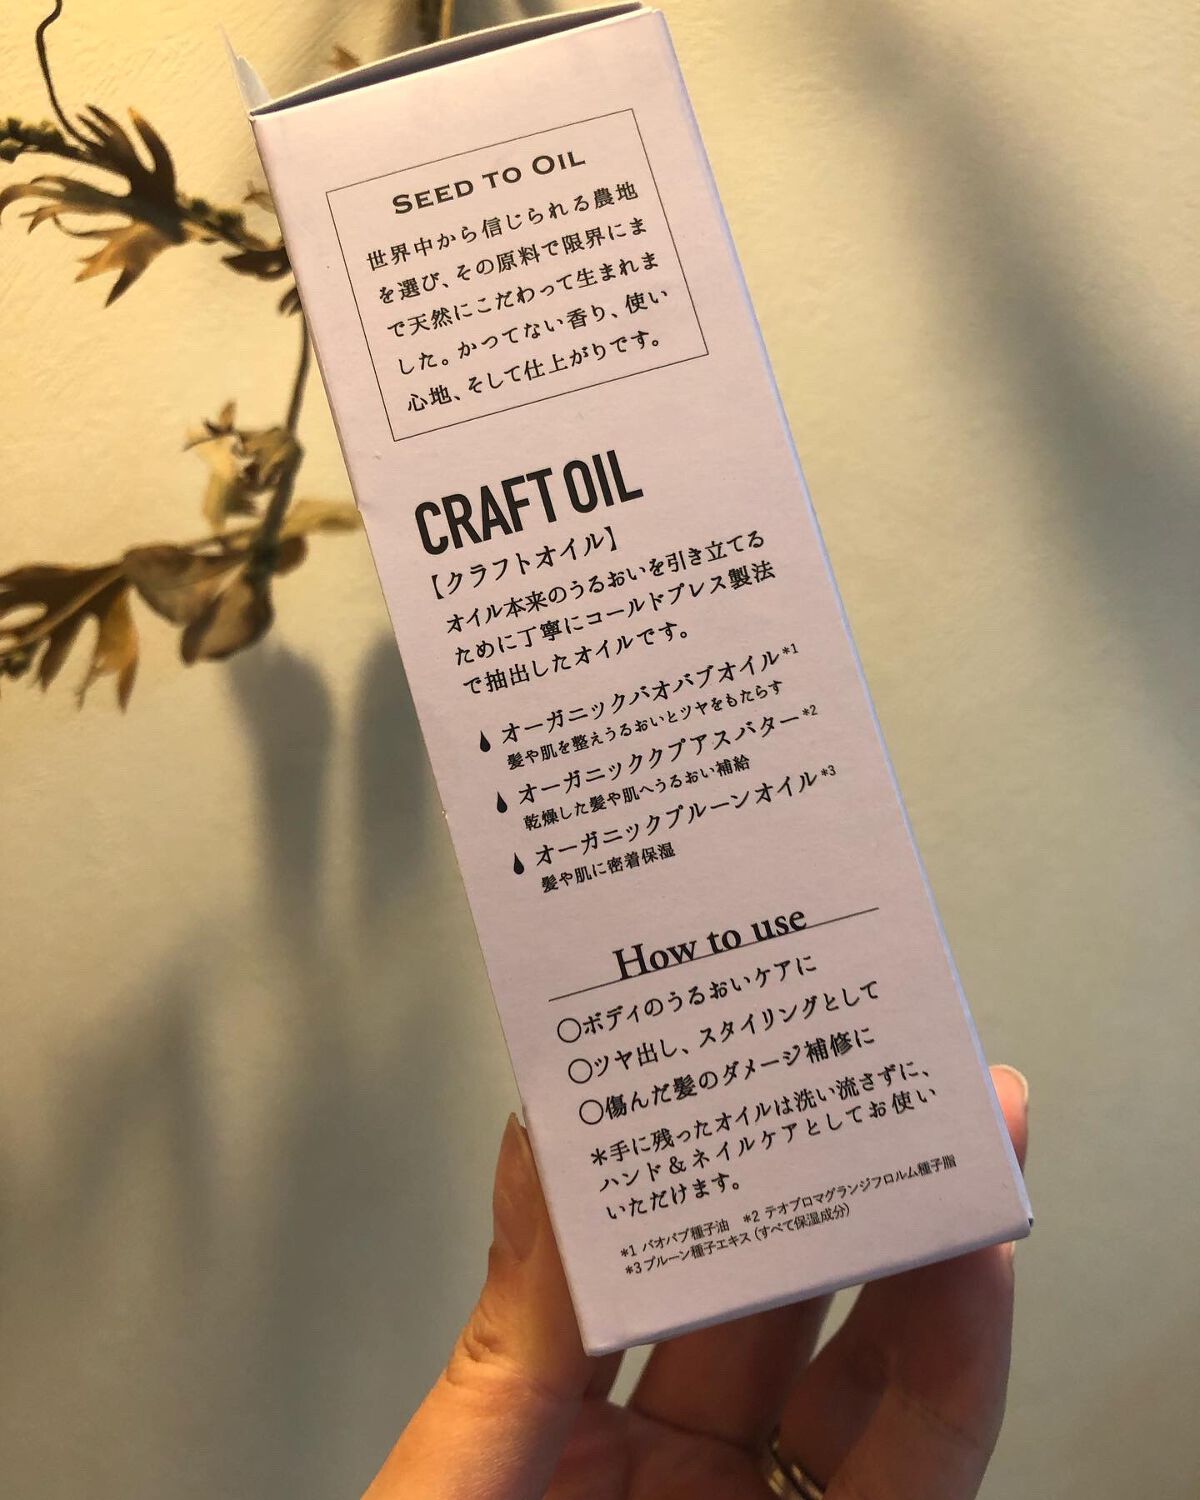 SEED TO OIL
世界中から信じられる農地
を選び、その原料で限界にま
で天然にこだわって生まれま
した。かつてない香り、使い
心地、そして仕上がりです。
CRAFT OIL
【クラフトオイル】
オイル本来のうるおいを引き立てる
ために丁寧にコールドプレス製法
で抽出したオイルです。
オーガニックバオバブオイル*1
髪や肌を整えうるおいとツヤをもたらす
オーガニッククプアスバター*2
乾燥した髪や肌へうるおい補給
オーガニックプルーンオイル*3
髪や肌に密着保湿
How to use
○ボディのうるおいケアに
○ツヤ出し、スタイリングとして
○傷んだ髪のダメージ補修に
*手に残ったオイルは洗い流さずに、
ハンド&ネイルケアとしてお使い
いただけます。
*1 バオバブ種子油 *2 テオブロマグランジフロルム種子脂
*3プルーン種子エキス(すべて保湿成分)